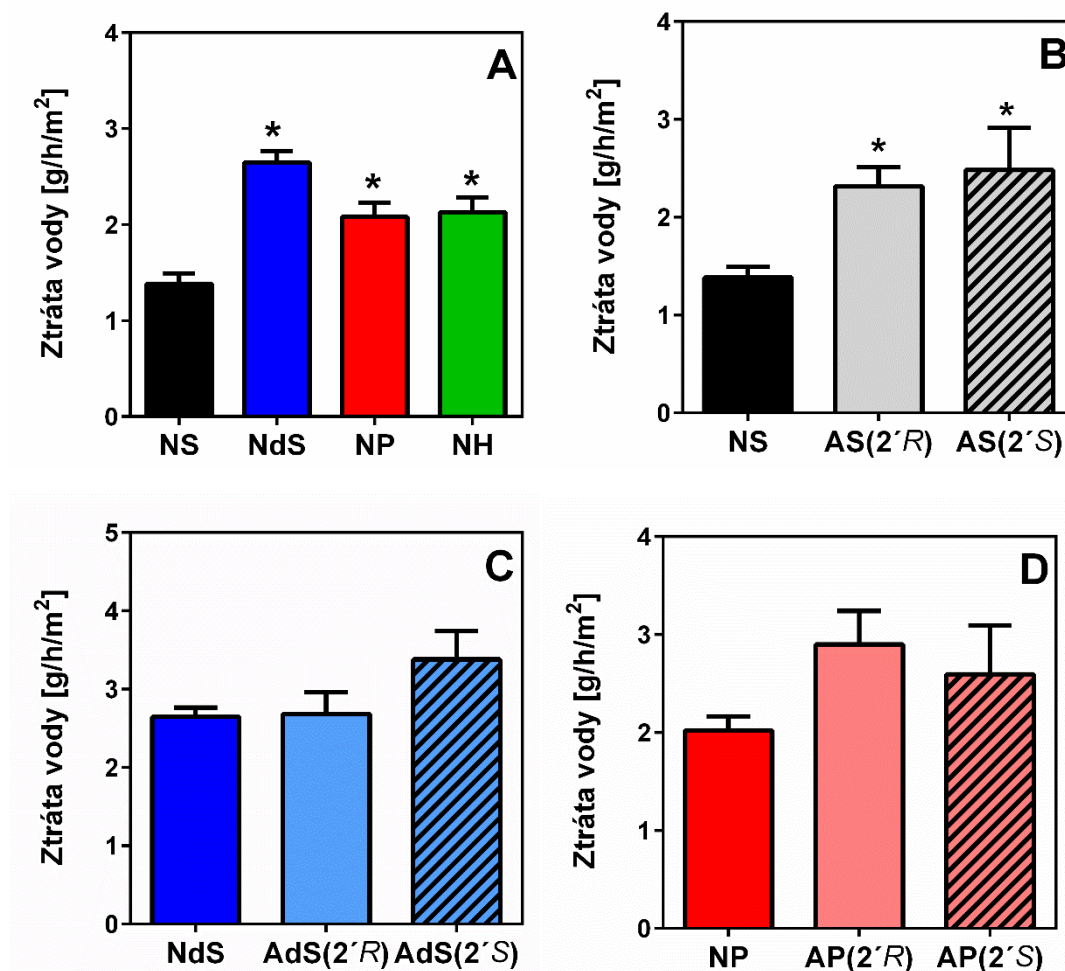 A
Ztráta vody [g/h/m²]
4
3
2
1
0
*
*
*
NS NdS NP NH
B
Ztráta vody [g/h/m²]
4
3
2
1
0
*
*
NS AS(2´R) AS(2´S)
C
Ztráta vody [g/h/m²]
5
4
3
2
1
0
NdS AdS(2´R) AdS(2´S)
D
Ztráta vody [g/h/m²]
4
3
2
1
0
NP AP(2´R) AP(2´S)